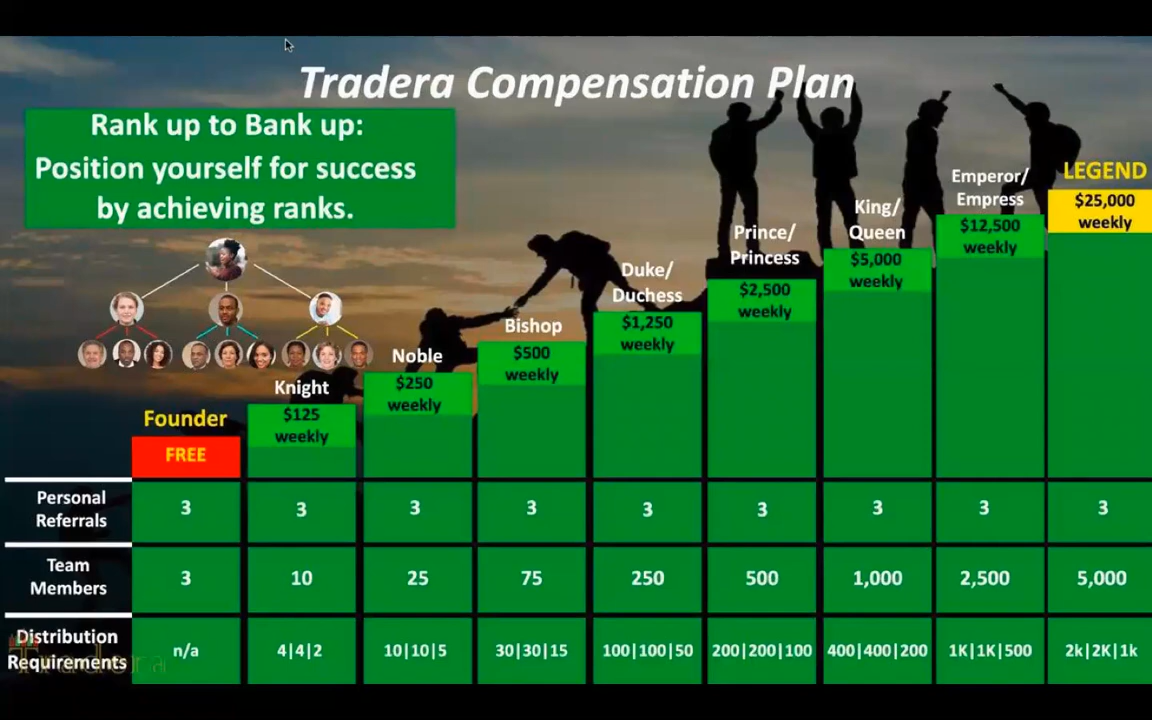 Tradera Compensation Plan
Rank up to Bank up:
Position yourself for success
by achieving ranks.
Founder
FREE
Knight
$125
weekly
Noble
$250
weekly
Bishop
$500
weekly
Duke/
Duchess
$1,250
weekly
Prince/
Princess
$2,500
weekly
King/
Queen
$5,000
weekly
Emperor/
Empress
$12,500
weekly
LEGEND
$25,000
weekly
Personal
Referrals
3 3 3 3 3 3 3 3 3
Team
Members
3 10 25 75 250 500 1,000 2,500 5,000
Distribution
Requirements
n/a 4|4|2 10|10|5 30|30|15 100|100|50 200|200|100 400|400|200 1K|1K|500 2k|2K|1k
Tradera